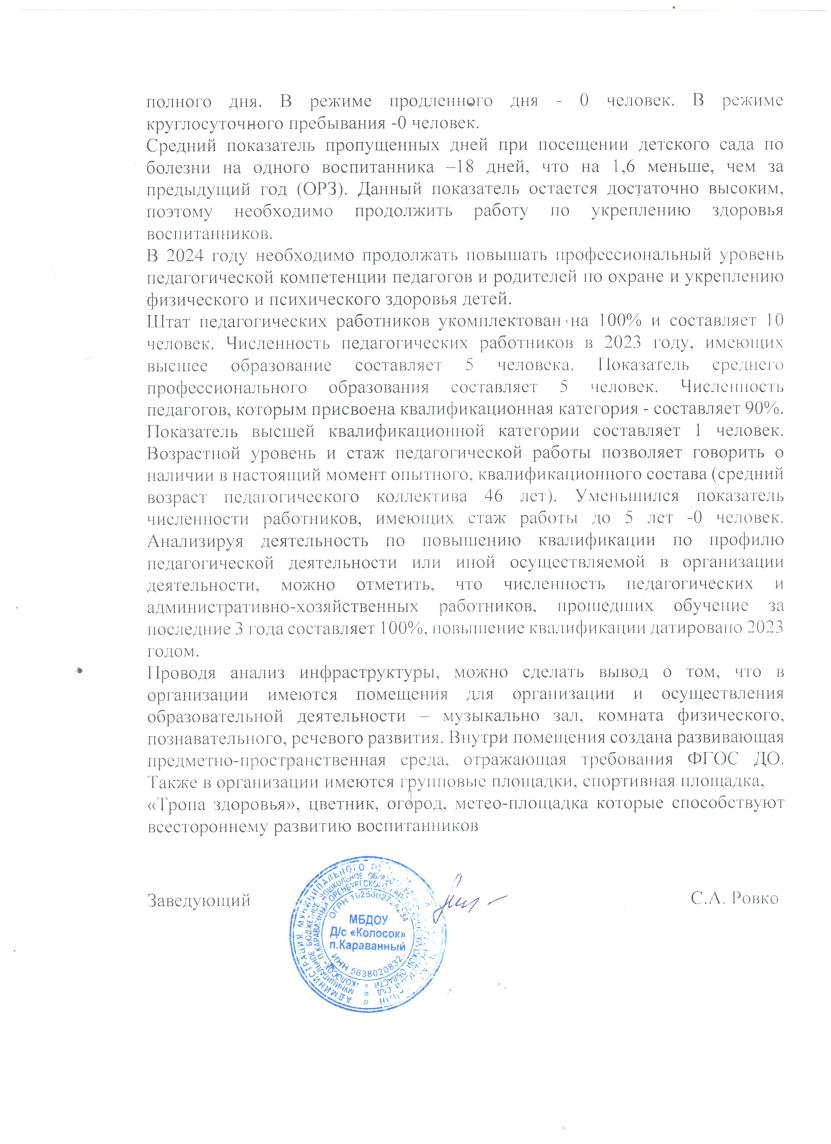 полного дня. В режиме продленного дня - 0 человек. В режиме
круглосуточного пребывания -0 человек.
Средний показатель пропущенных дней при посещении детского сада по
болезни на одного воспитанника –18 дней, что на 1,6 меньше, чем за
предыдущий год (ОРЗ). Данный показатель остается достаточно высоким,
поэтому необходимо продолжить работу по укреплению здоровья
воспитанников.
В 2024 году необходимо продолжать повышать профессиональный уровень
педагогической компетенции педагогов и родителей по охране и укреплению
физического и психического здоровья детей.
Штат педагогических работников укомплектован на 100% и составляет 10
человек. Численность педагогических работников в 2023 году, имеющих
высшее образование составляет 5 человека. Показатель среднего
профессионального образования составляет 5 человек. Численность
педагогов, которым присвоена квалификационная категория - составляет 90%.
Показатель высшей квалификационной категории составляет 1 человек.
Возрастной уровень и стаж педагогической работы позволяет говорить о
наличии в настоящий момент опытного, квалификационного состава (средний
возраст педагогического коллектива 46 лет). Уменьшился показатель
численности работников, имеющих стаж работы до 5 лет -0 человек.
Анализируя деятельность по повышению квалификации по профилю
педагогической деятельности или иной осуществляемой в организации
деятельности, можно отметить, что численность педагогических и
административно-хозяйственных работников, прошедших обучение за
последние 3 года составляет 100%, повышение квалификации датировано 2023
годом.
Проводя анализ инфраструктуры, можно сделать вывод о том, что в
организации имеются помещения для организации и осуществления
образовательной деятельности – музыкально зал, комната физического,
познавательного, речевого развития. Внутри помещения создана развивающая
предметно-пространственная среда, отражающая требования ФГОС ДО.
Также в организации имеются групповые площадки, спортивная площадка,
«Тропа здоровья», цветник, огород, метео-площадка которые способствуют
всестороннему развитию воспитанников
Заведующий
С.А. Ровко
МБДОУ
Д/с «Колосок»
п.Караванный
ИНН 5638020832